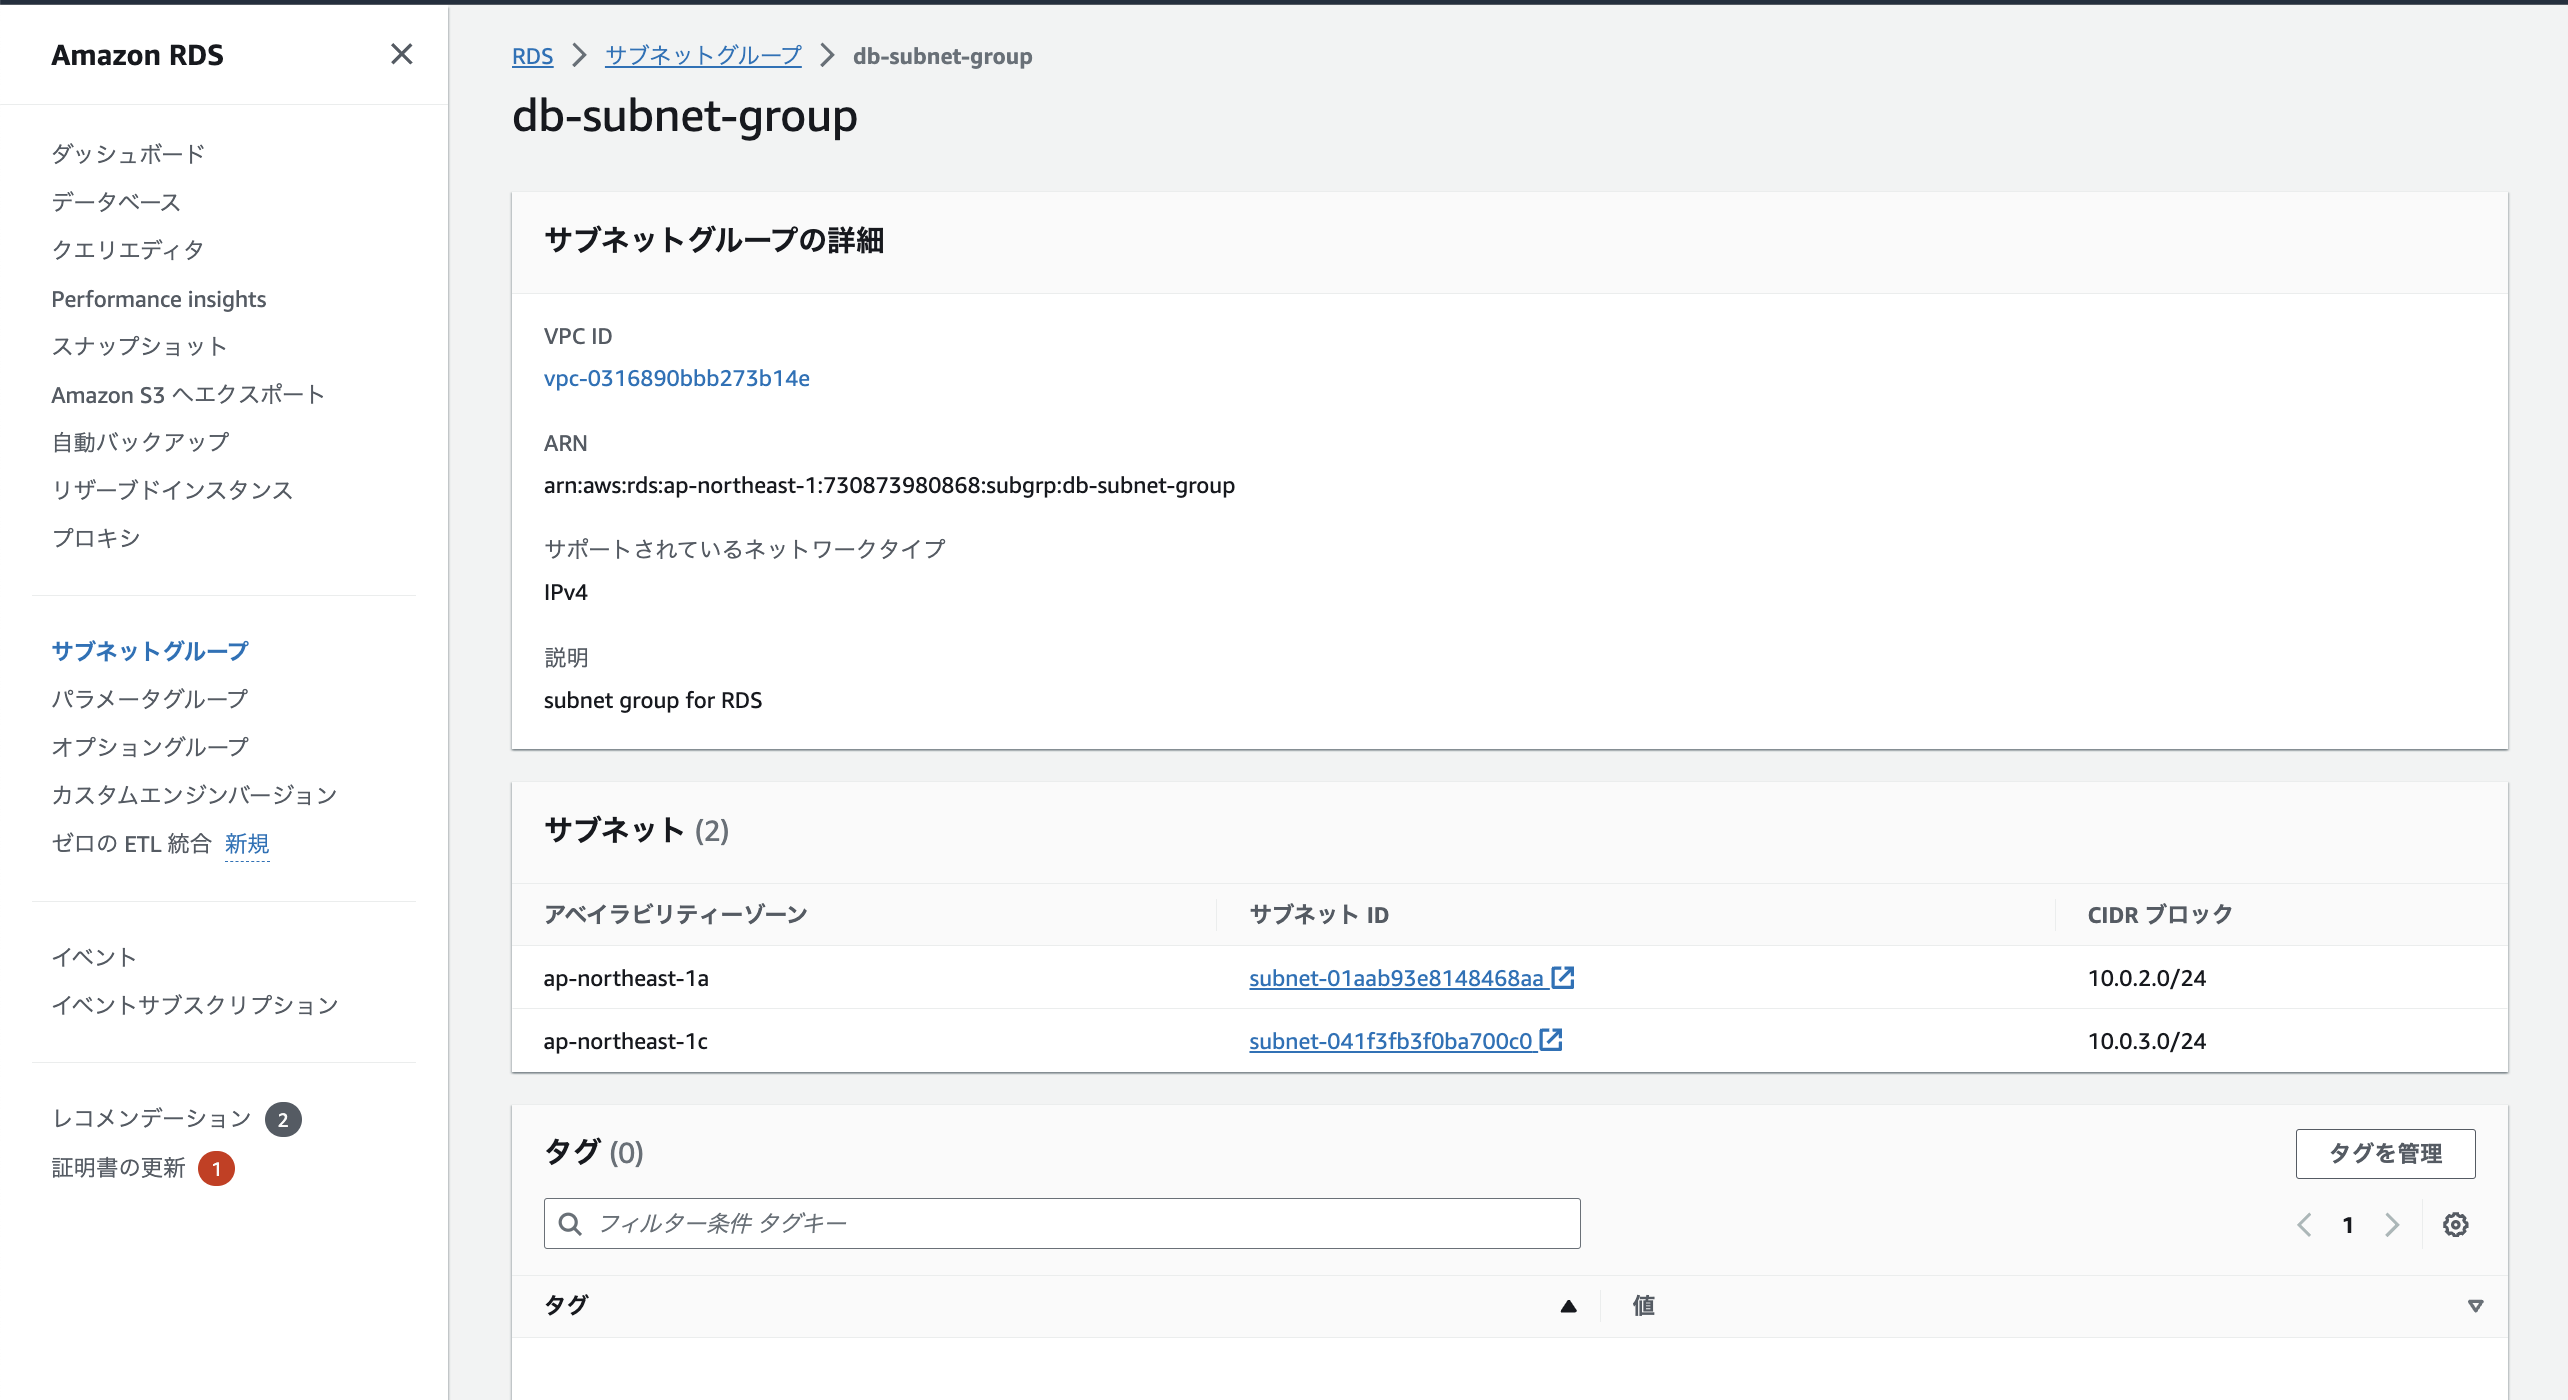 Amazon RDS
ダッシュボード
データベース
クエリエディタ
Performance insights
スナップショット
Amazon S3 へエクスポート
自動バックアップ
リザーブドインスタンス
プロキシ
サブネットグループ
パラメータグループ
オプショングループ
カスタムエンジンバージョン
ゼロの ETL 統合 新規
イベント
イベントサブスクリプション
レコメンデーション 2
証明書の更新 1
RDS サブネットグループ db-subnet-group
db-subnet-group
サブネットグループの詳細
VPC ID
vpc-0316890bbb273b14e
ARN
arn:aws:rds:ap-northeast-1:730873980868:subgrp:db-subnet-group
サポートされているネットワークタイプ
IPv4
説明
subnet group for RDS
サブネット (2)
アベイラビリティーゾーン サブネット ID CIDR ブロック
ap-northeast-1a subnet-01aab93e8148468aa 10.0.2.0/24
ap-northeast-1c subnet-041f3fb3f0ba700c0 10.0.3.0/24
タグ (0)
タグを管理
フィルター条件 タグキー
1
タグ 値